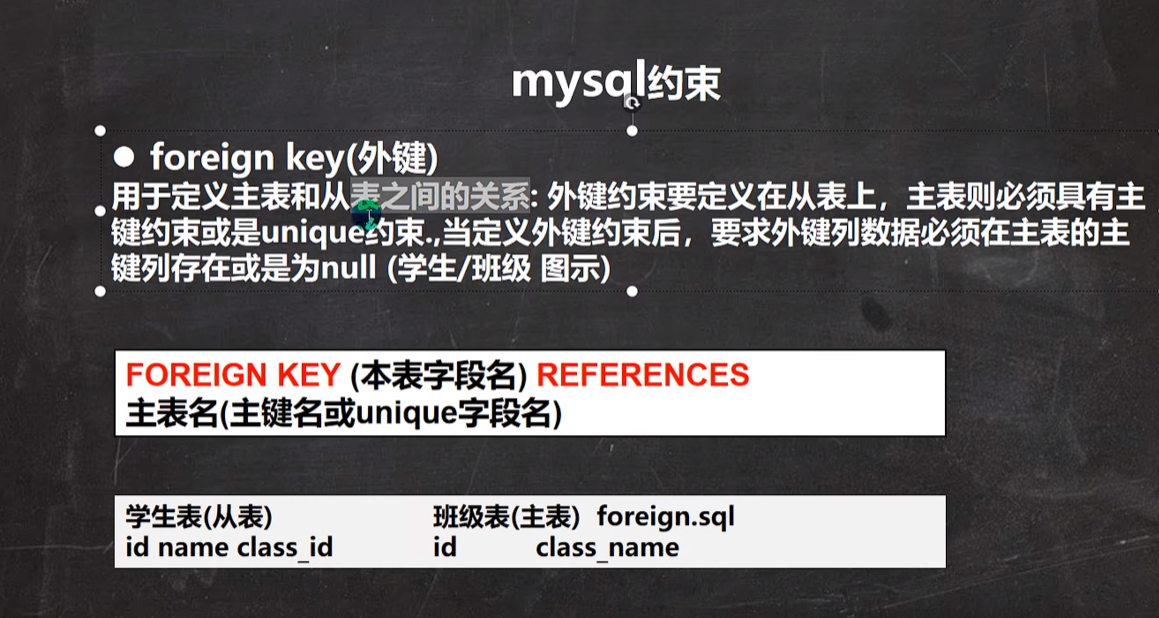 mysql约束
● foreign key(外键)
用于定义主表和从表之间的关系: 外键约束要定义在从表上，主表则必须具有主
键约束或是unique约束.,当定义外键约束后，要求外键列数据必须在主表的主
键列存在或是为null (学生/班级 图示)
FOREIGN KEY (本表字段名) REFERENCES
主表名(主键名或unique字段名)
学生表(从表) 班级表(主表) foreign.sql
id name class_id id class_name